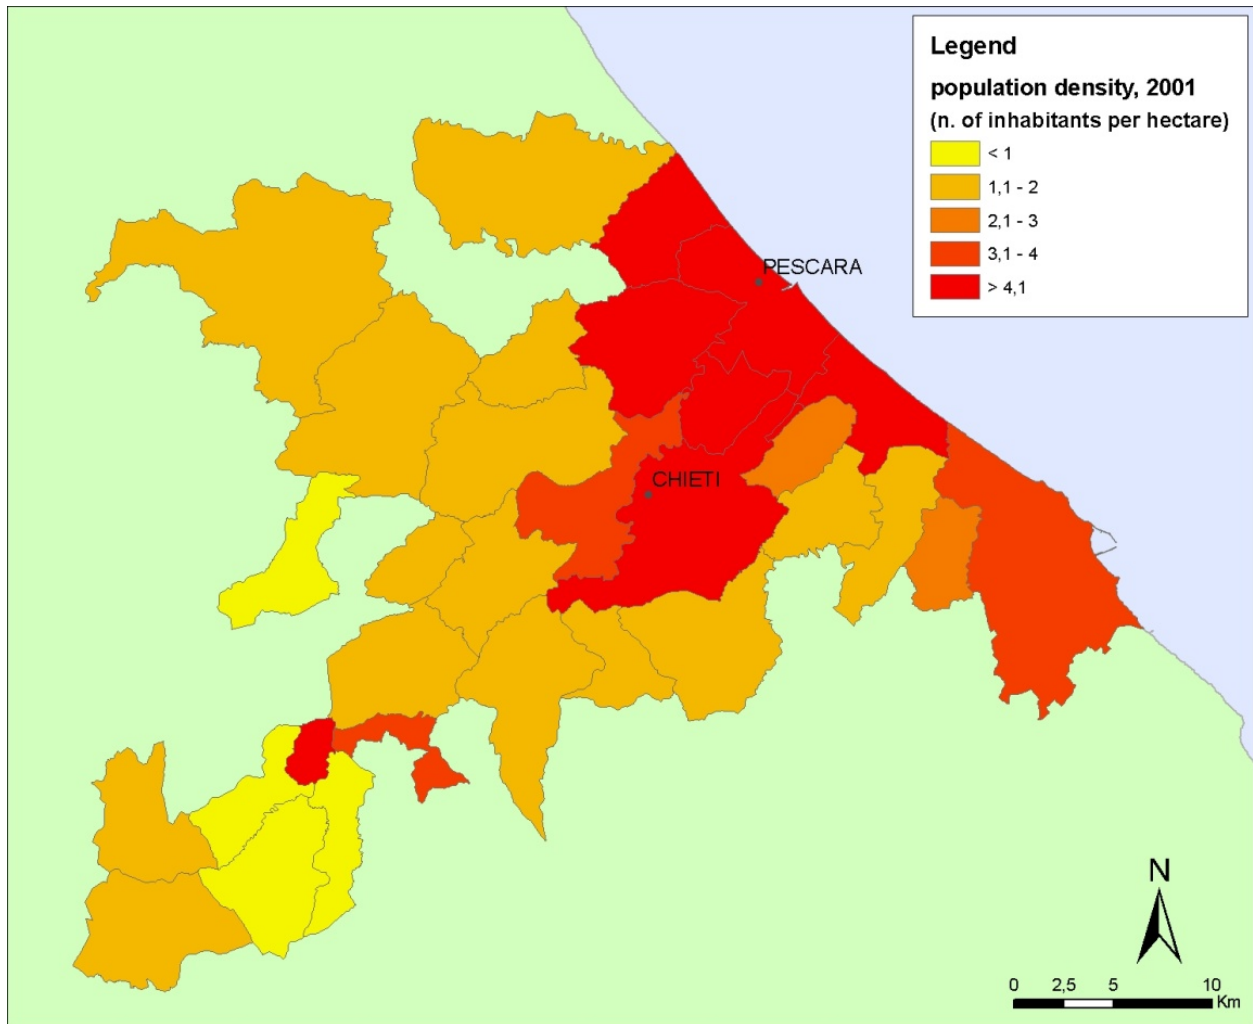 Legend
population density, 2001
(n. of inhabitants per hectare)
< 1
1,1 - 2
2,1 - 3
3,1 - 4
> 4,1
PESCARA
CHIETI
N
0 2,5 5 10
Km